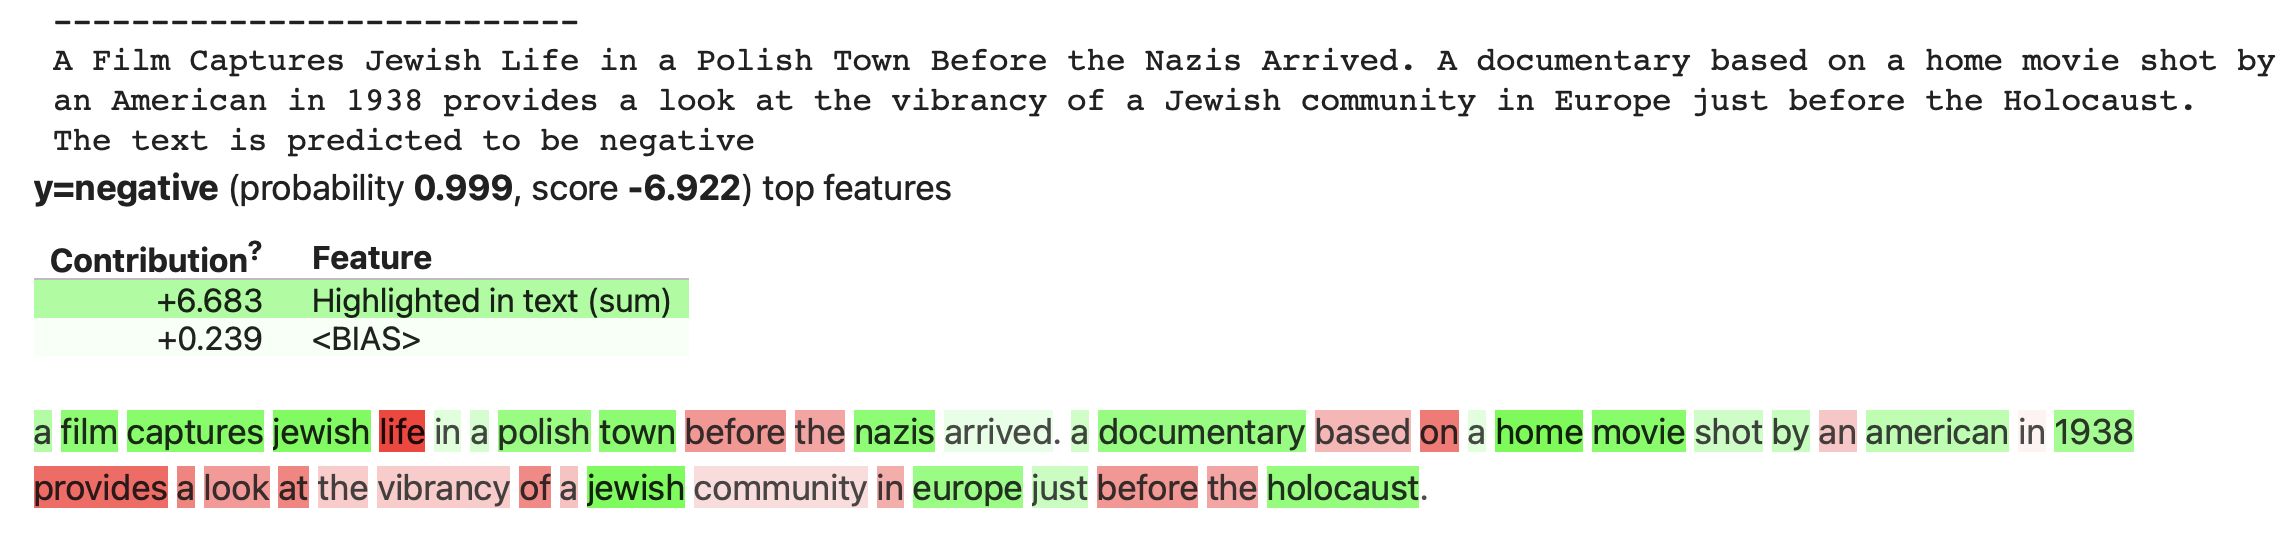 ---------------------------
A Film Captures Jewish Life in a Polish Town Before the Nazis Arrived. A documentary based on a home movie shot by
an American in 1938 provides a look at the vibrancy of a Jewish community in Europe just before the Holocaust.
The text is predicted to be negative
y=negative (probability 0.999, score -6.922) top features
Contribution? Feature
+6.683 Highlighted in text (sum)
+0.239 <BIAS>
a film captures jewish life in a polish town before the nazis arrived. a documentary based on a home movie shot by an american in 1938
provides a look at the vibrancy of a jewish community in europe just before the holocaust.